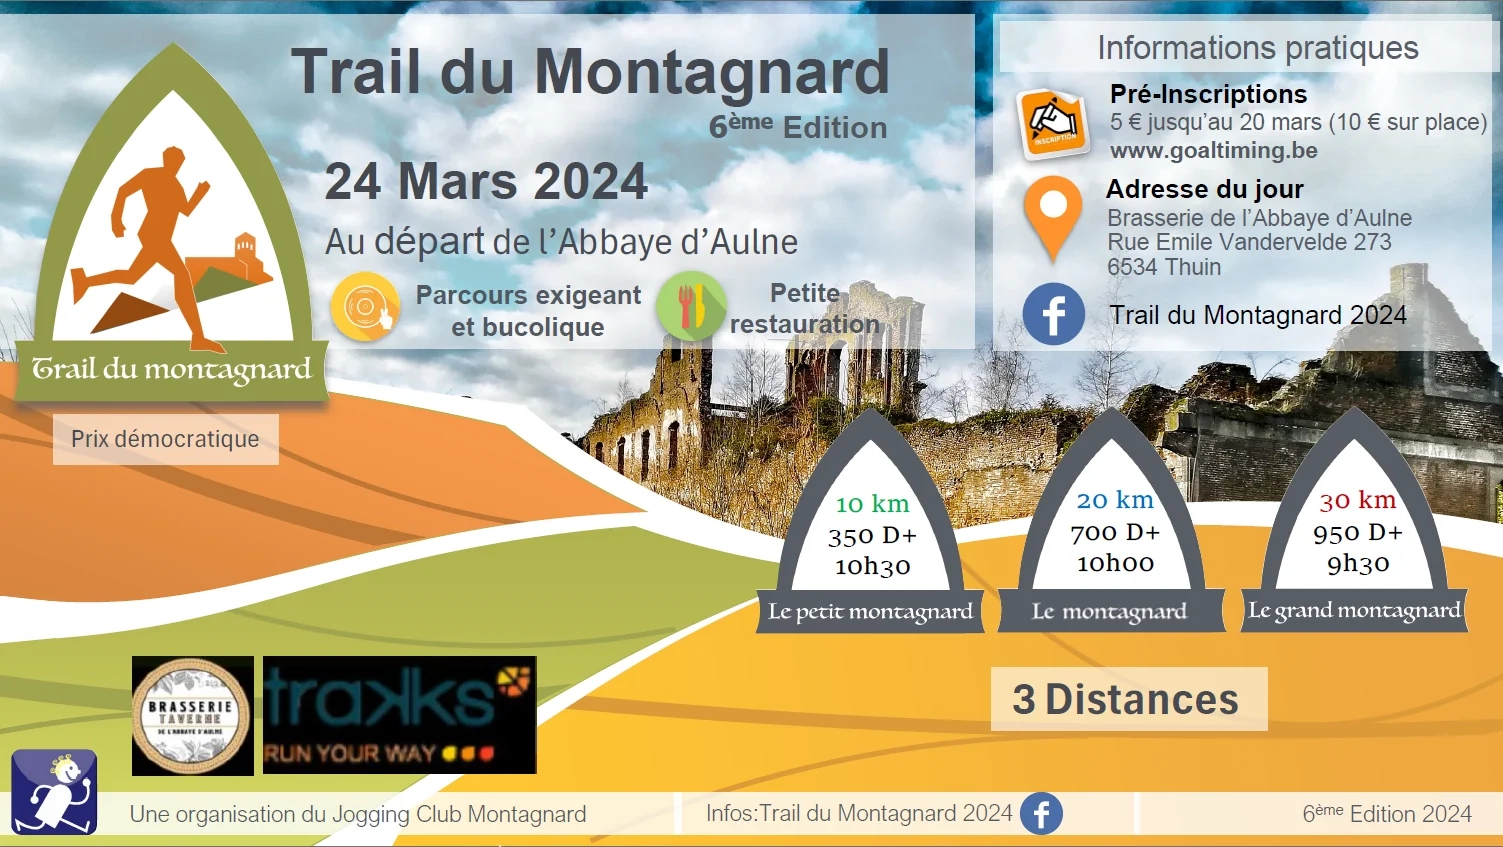 Trail du Montagnard
6ème Edition
24 Mars 2024
Au départ de l'Abbaye d'Aulne
Parcours exigeant
et bucolique
Petite
restauration
Trail du montagnard
Prix démocratique
Informations pratiques
INSCRIPTION
Pré-Inscriptions
5 € jusqu'au 20 mars (10 € sur place)
www.goaltiming.be
Adresse du jour
Brasserie de l'Abbaye d'Aulne
Rue Emile Vandervelde 273
6534 Thuin
Trail du Montagnard 2024
10 km
350 D+
10h30
Le petit montagnard
20 km
700 D+
10h00
Le montagnard
30 km
950 D+
9h30
Le grand montagnard
3 Distances
BRASSERIE
TAVERNE
DE L'ABBAYE D'AULNE
trakks
RUN YOUR WAY
Une organisation du Jogging Club Montagnard
Infos:Trail du Montagnard 2024
6ème Edition 2024